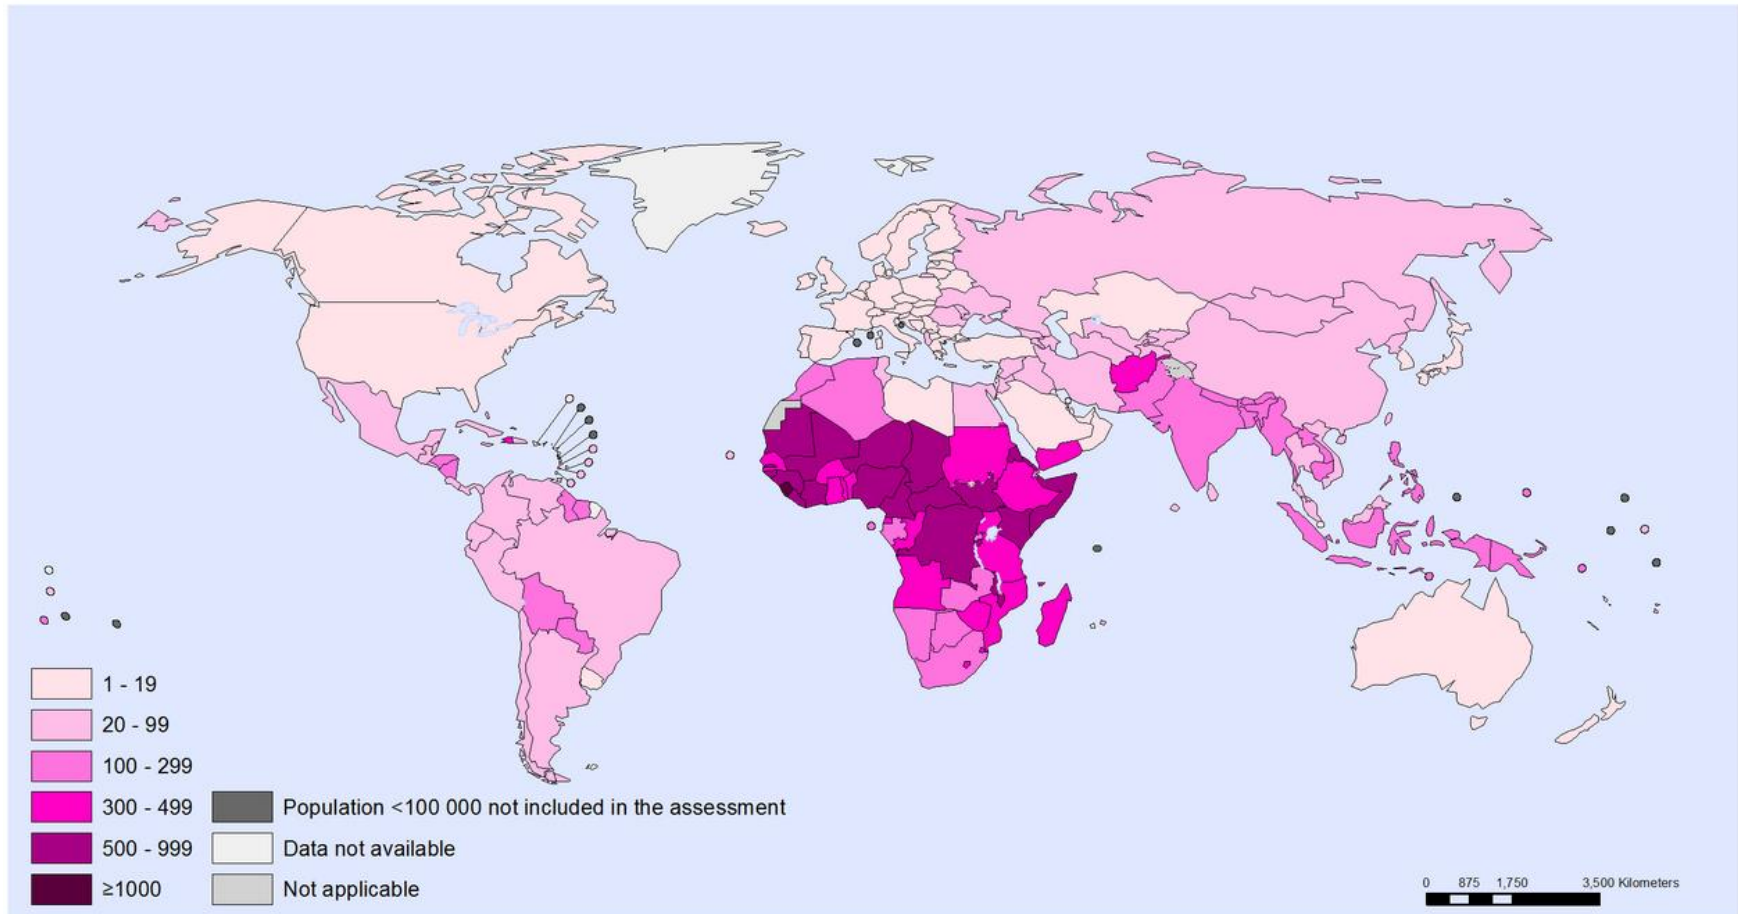 1 - 19
20 - 99
100 - 299
300 - 499
500 - 999
≥1000
Population <100 000 not included in the assessment
Data not available
Not applicable
0 875 1,750 3,500 Kilometers